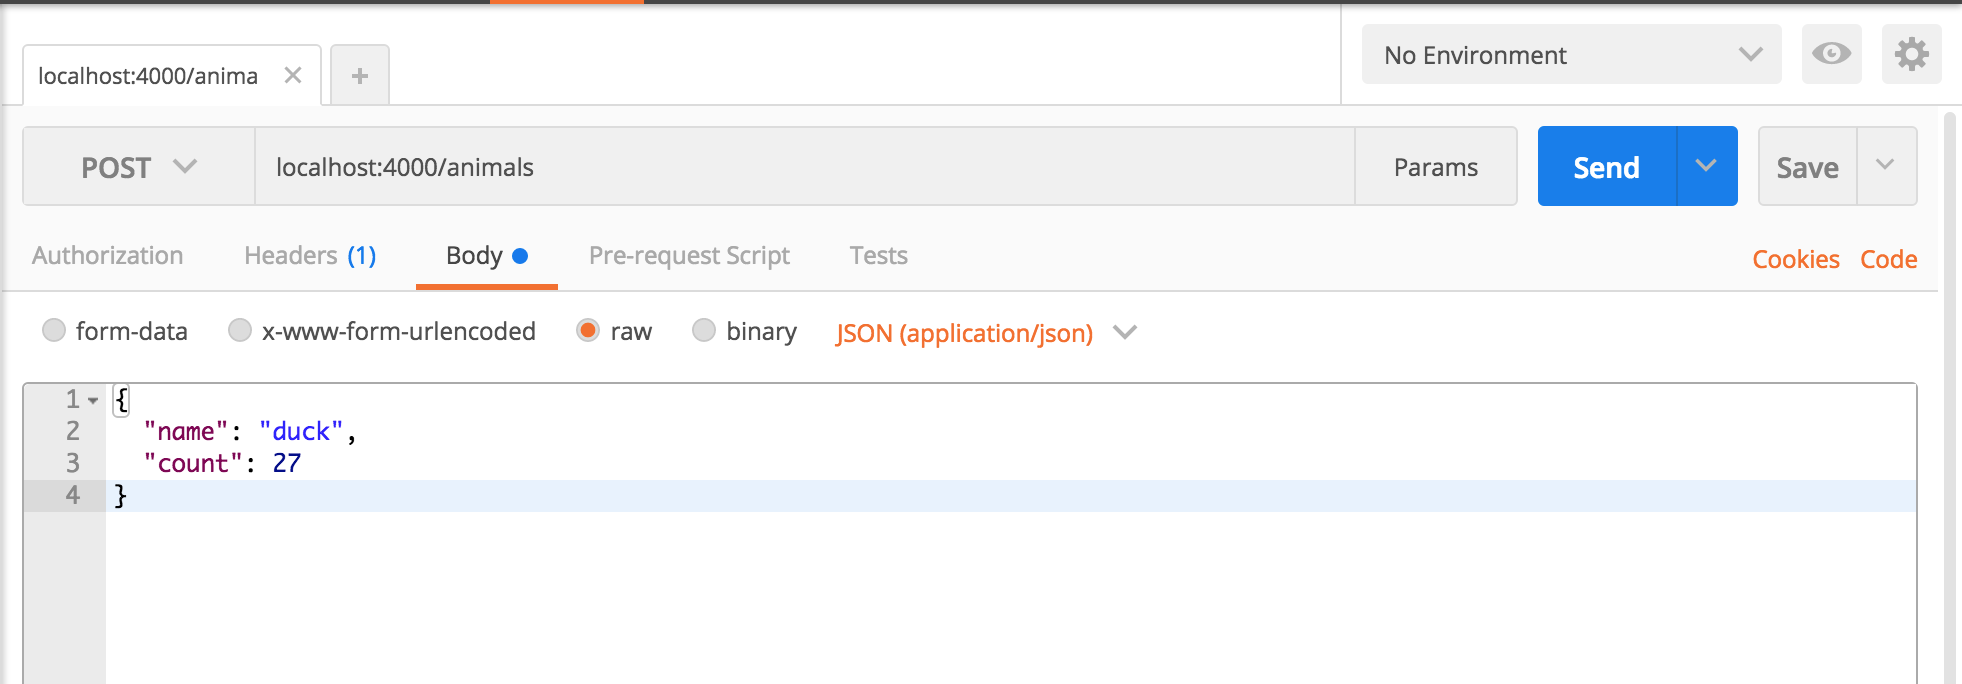 localhost:4000/anima
No Environment
POST localhost:4000/animals Params Send Save
Authorization Headers (1) Body Pre-request Script Tests Cookies Code
form-data x-www-form-urlencoded raw binary JSON (application/json)
1 {
2 "name": "duck",
3 "count": 27
4 }